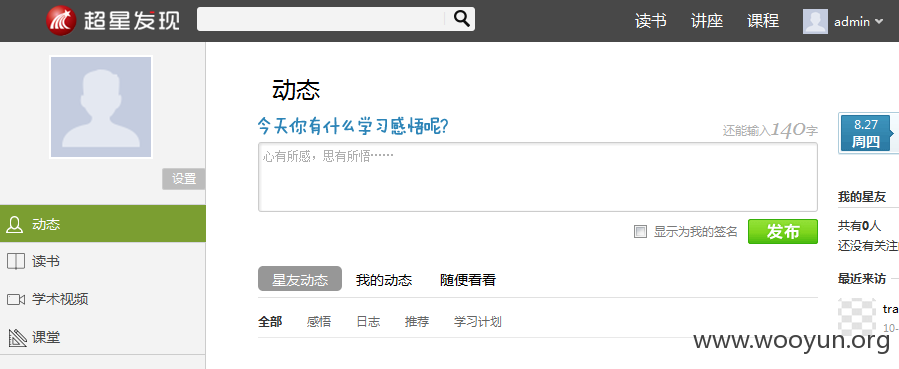 超星发现
读书 讲座 课程 admin
动态
今天你有什么学习感悟呢?
还能输入140字
心有所感，思有所悟……
8.27
周四
设置
显示为我的签名 发布
我的星友
共有0人
还没有关注
最近来访
动态
读书
学术视频
课堂
星友动态 我的动态 随便看看
全部 感悟 日志 推荐 学习计划
tra
10-
www.wooyun.org